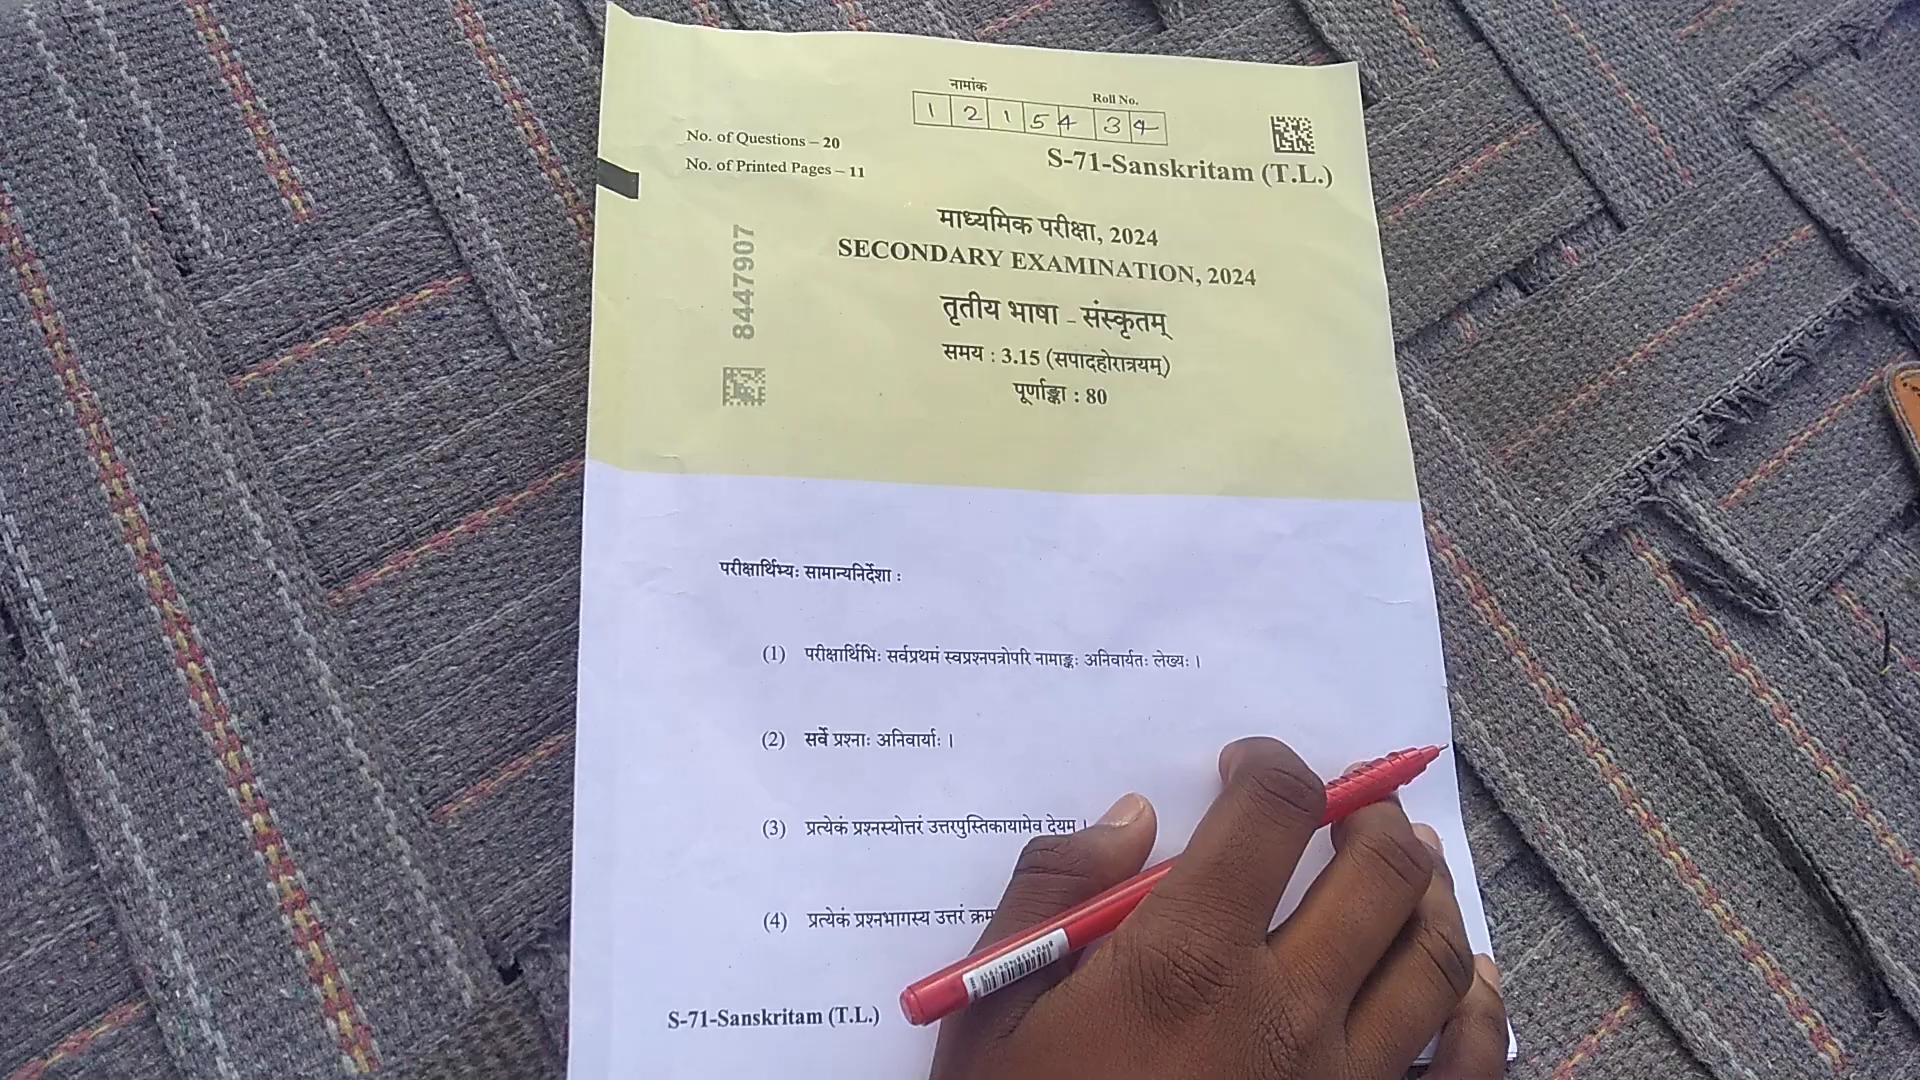 नामांक Roll No.
1 2 1 5 4 3 4
No. of Questions – 20
No. of Printed Pages – 11
S-71-Sanskritam (T.L.)
8447907
माध्यमिक परीक्षा, 2024
SECONDARY EXAMINATION, 2024
तृतीय भाषा – संस्कृतम्
समय : 3.15 (सपादहोरात्रयम्)
पूर्णाङ्का : 80
परीक्षार्थिभ्यः सामान्यनिर्देशा :
(1) परीक्षार्थिभिः सर्वप्रथमं स्वप्रश्नपत्रोपरि नामाङ्कः अनिवार्यतः लेख्यः ।
(2) सर्वे प्रश्नाः अनिवार्याः ।
(3) प्रत्येकं प्रश्नस्योत्तरं उत्तरपुस्तिकायामेव देयम् ।
(4) प्रत्येकं प्रश्नभागस्य उत्तरं
S-71-Sanskritam (T.L.)